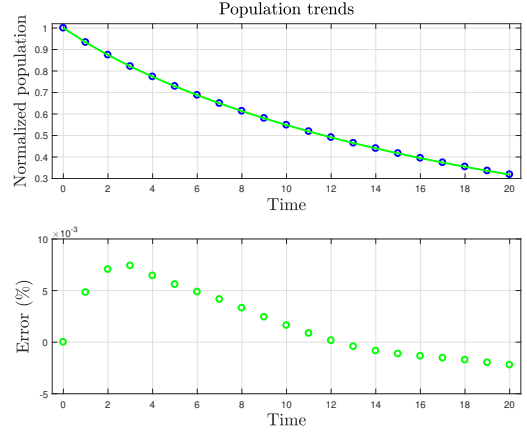 Population trends
Normalized population
1
0.9
0.8
0.7
0.6
0.5
0.4
0.3
0 2 4 6 8 10 12 14 16 18 20
Time
×10⁻³
Error (%)
10
5
0
-5
0 2 4 6 8 10 12 14 16 18 20
Time